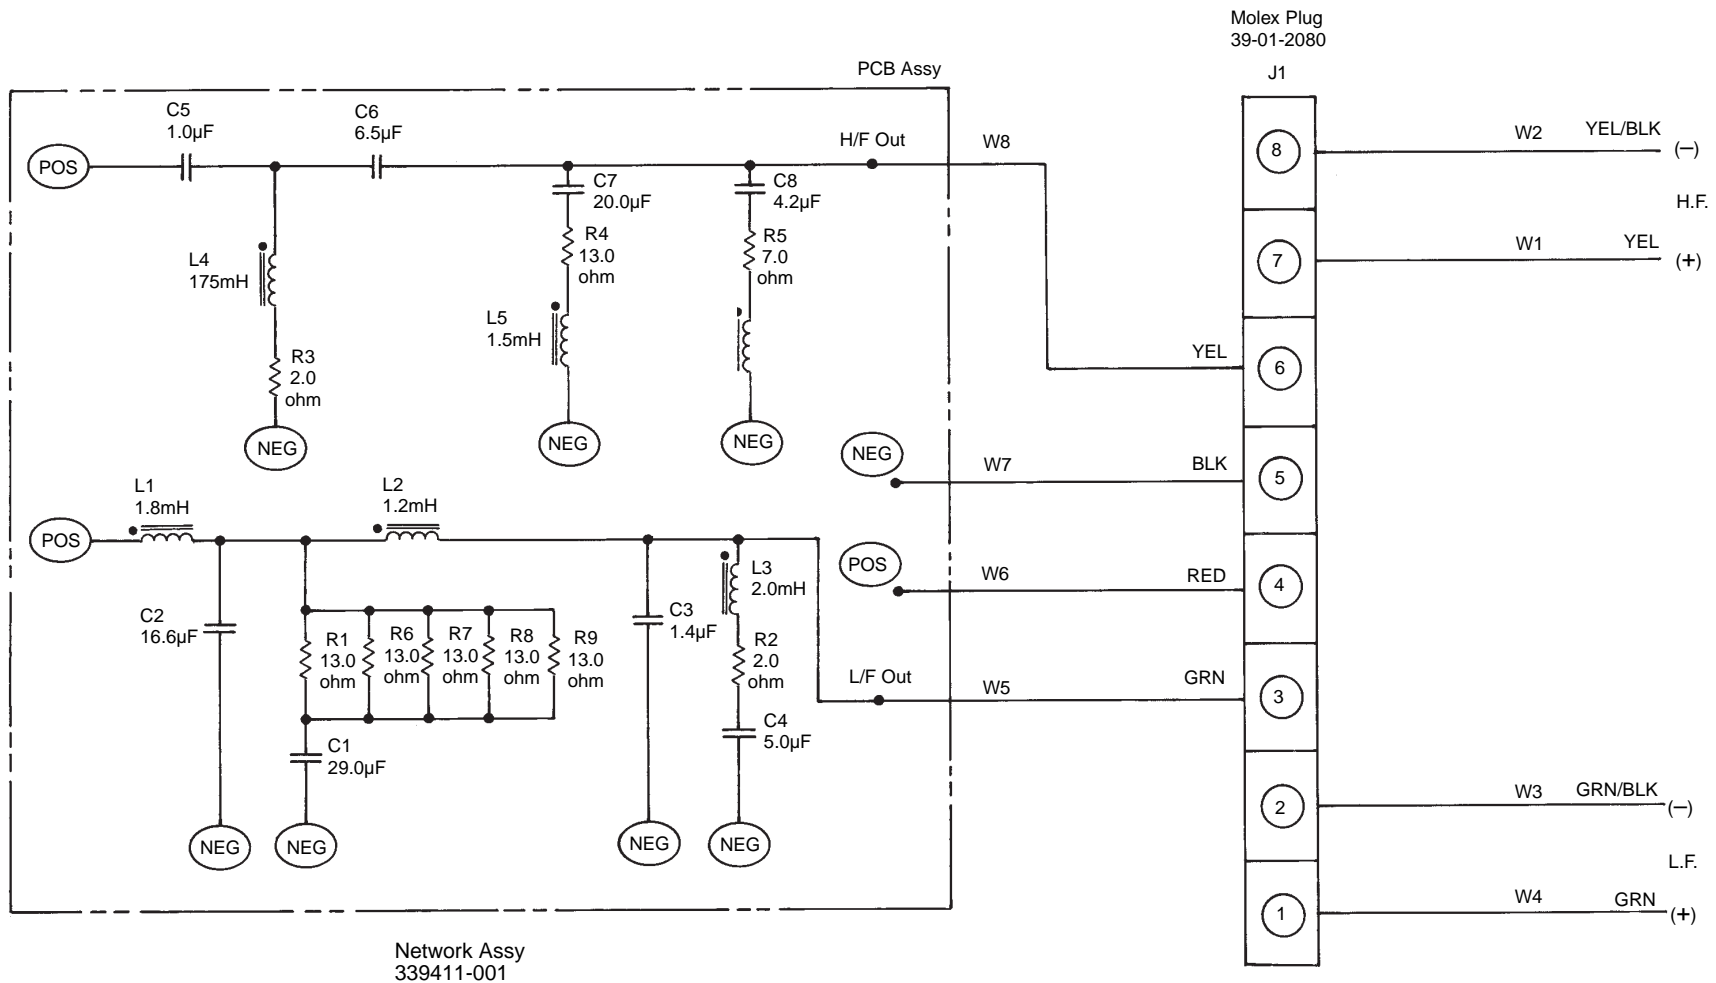 Molex Plug
39-01-2080
J1
PCB Assy
C5
1.0µF
C6
6.5µF
H/F Out
W8
POS
C7
20.0µF
C8
4.2µF
R4
13.0
ohm
R5
7.0
ohm
L4
175mH
L5
1.5mH
R3
2.0
ohm
NEG
NEG
NEG
NEG
W7
BLK
YEL
L1
1.8mH
L2
1.2mH
POS
POS
W6
RED
L3
2.0mH
C2
16.6µF
R1
13.0
ohm
R6
13.0
ohm
R7
13.0
ohm
R8
13.0
ohm
R9
13.0
ohm
C3
1.4µF
R2
2.0
ohm
L/F Out
W5
GRN
C1
29.0µF
C4
5.0µF
NEG
NEG
NEG
NEG
8
7
6
5
4
3
2
1
W2
YEL/BLK
(–)
H.F.
W1
YEL
(+)
W3
GRN/BLK
(–)
L.F.
W4
GRN
(+)
Network Assy
339411-001